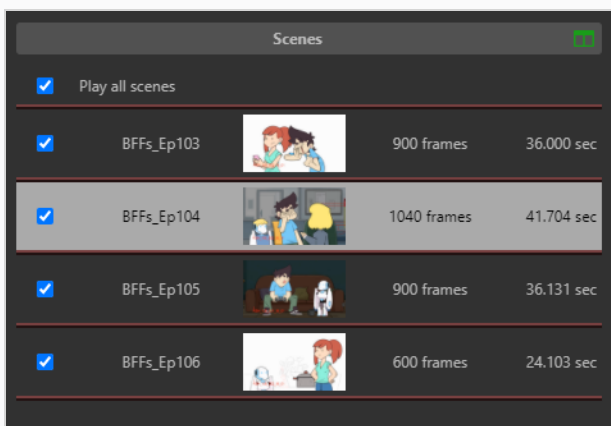 Scenes
Play all scenes
BFFs_Ep103 900 frames 36.000 sec
BFFs_Ep104 1040 frames 41.704 sec
BFFs_Ep105 900 frames 36.131 sec
BFFs_Ep106 600 frames 24.103 sec